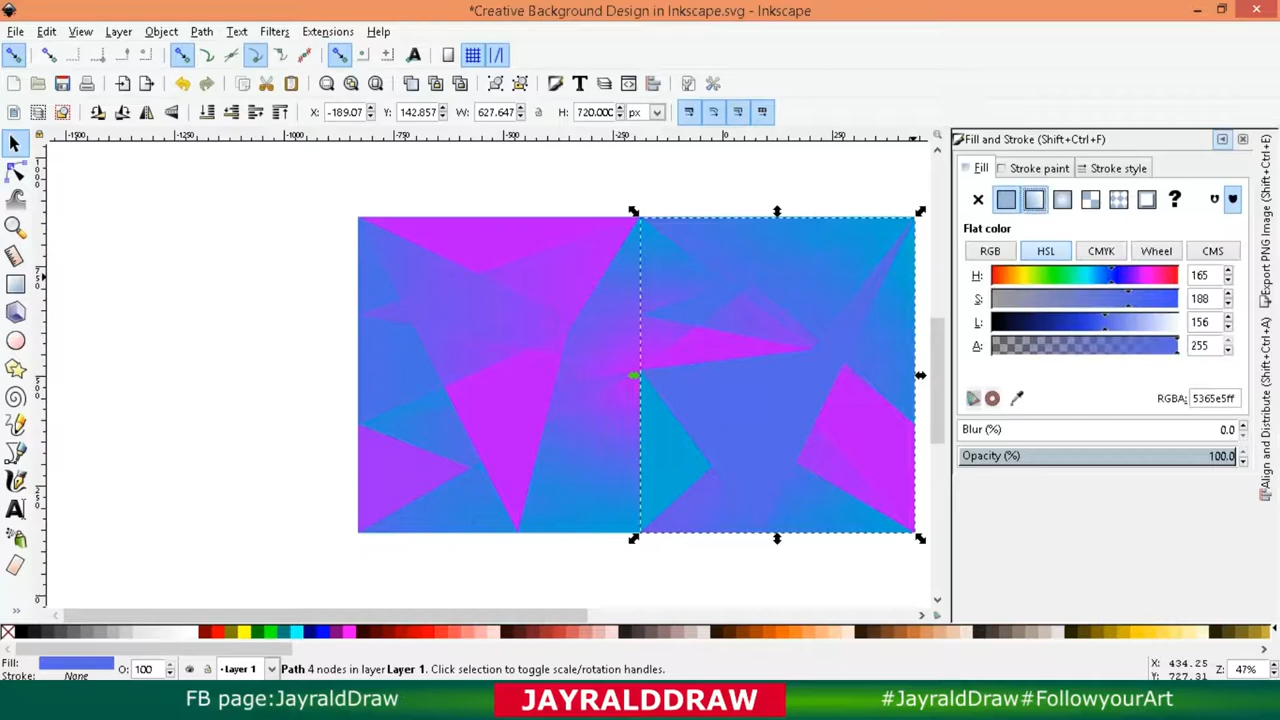 *Creative Background Design in Inkscape.svg - Inkscape
File Edit View Layer Object Path Text Filters Extensions Help
X: -189.07 Y: 142.857 W: 627.647 H: 720.000 px
Fill and Stroke (Shift+Ctrl+F)
Fill Stroke paint Stroke style
Flat color
RGB HSL CMYK Wheel CMS
H: 165
S: 188
L: 156
A: 255
RGBA: 5365e5ff
Blur (%) 0.0
Opacity (%) 100.0
Export PNG Image (Shift+Ctrl+E)
Align and Distribute (Shift+Ctrl+A)
Fill: O: 100 Layer 1 Path 4 nodes in layer Layer 1. Click selection to toggle scale/rotation handles. X: 434.25 Z: 47%
Stroke: None Y: 727.31
FB page:JayraldDraw JAYRALDDRAW #JayraldDraw#FollowyourArt